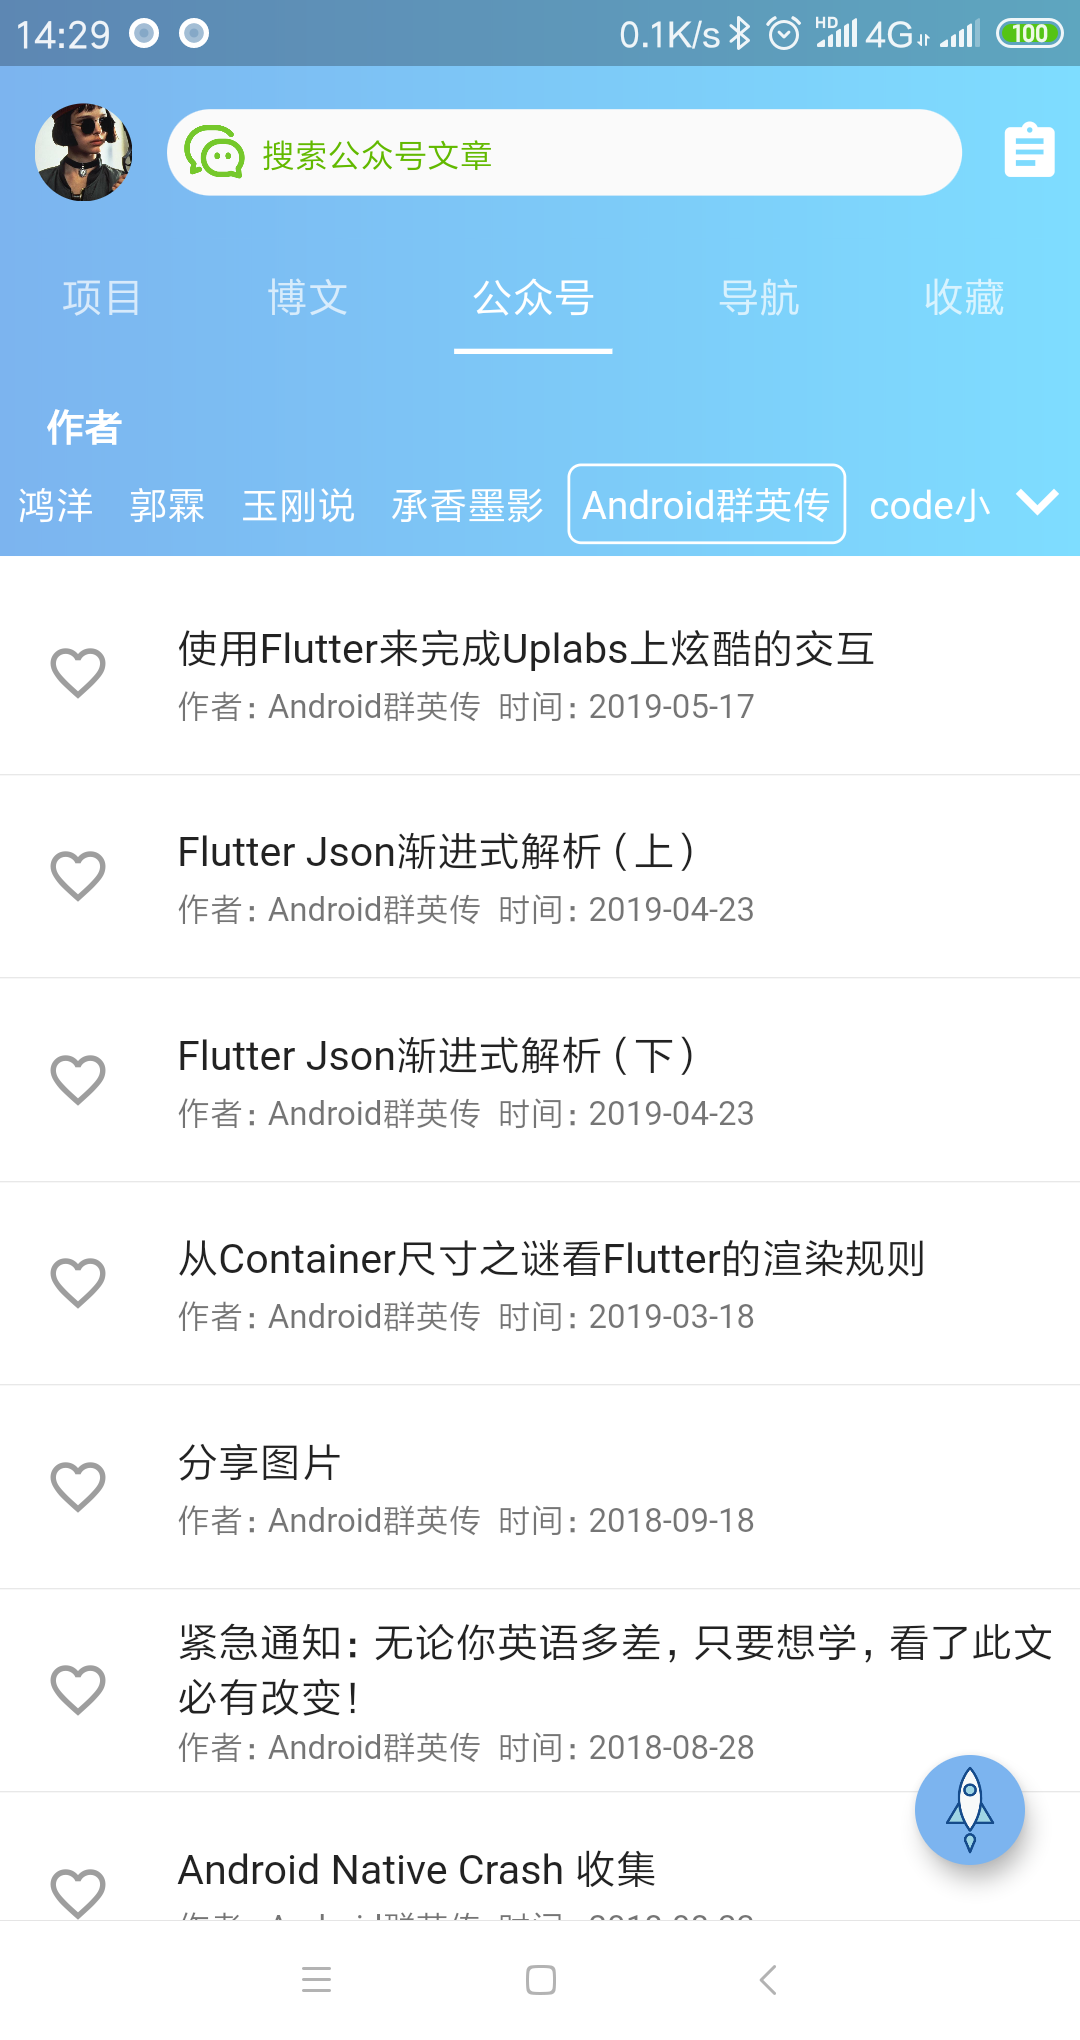 14:29 0.1K/s HD 4G 100
搜索公众号文章
项目 博文 公众号 导航 收藏
作者
鸿洋 郭霖 玉刚说 承香墨影 Android群英传 code小
使用Flutter来完成Uplabs上炫酷的交互
作者：Android群英传 时间：2019-05-17
Flutter Json渐进式解析（上）
作者：Android群英传 时间：2019-04-23
Flutter Json渐进式解析（下）
作者：Android群英传 时间：2019-04-23
从Container尺寸之谜看Flutter的渲染规则
作者：Android群英传 时间：2019-03-18
分享图片
作者：Android群英传 时间：2018-09-18
紧急通知：无论你英语多差，只要想学，看了此文
必有改变！
作者：Android群英传 时间：2018-08-28
Android Native Crash 收集